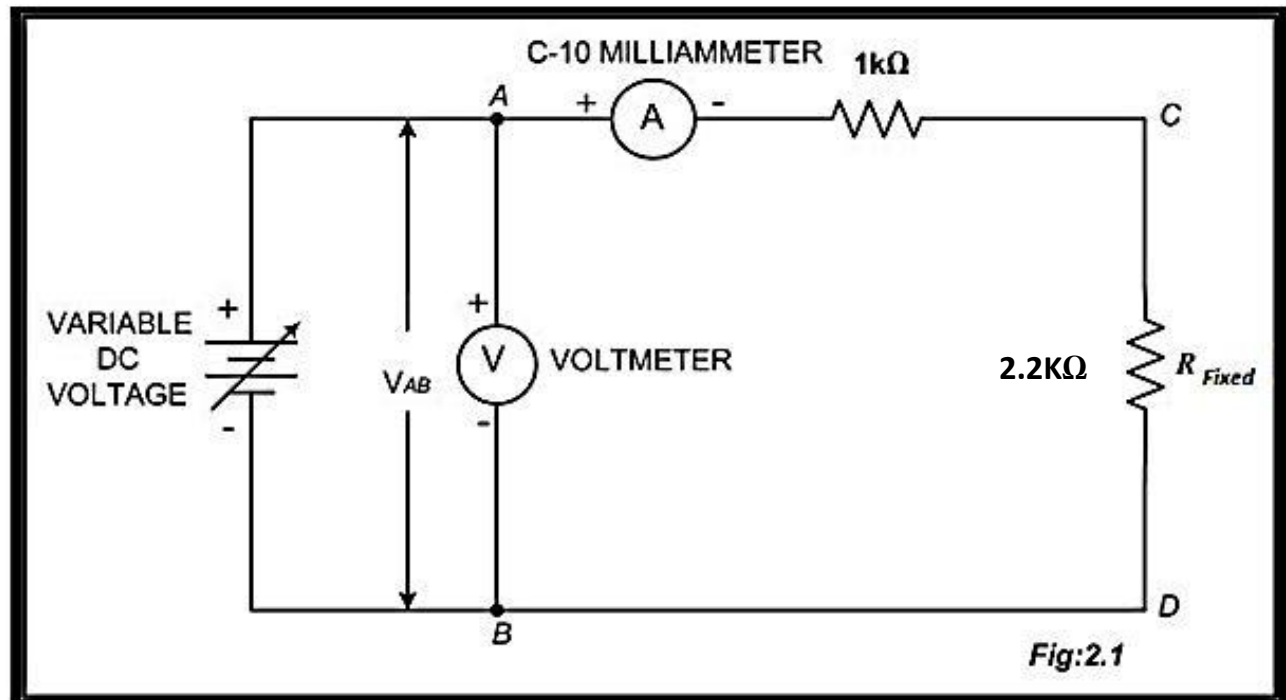 C-10 MILLIAMMETER
1kΩ
A
+
A
-
C
VARIABLE
DC
VOLTAGE
+
-
VAB
+
V
-
VOLTMETER
2.2KΩ
R Fixed
B
D
Fig:2.1